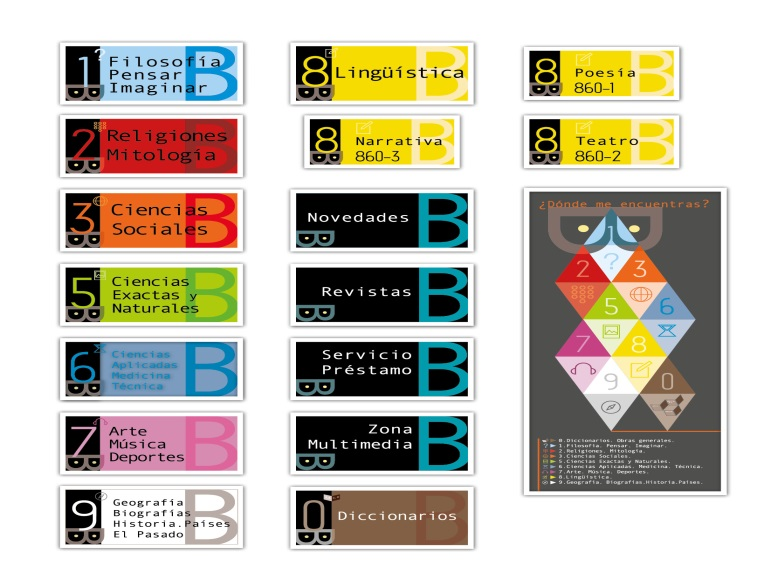 1
?
Filosofía
Pensar
Imaginar
B
2
Religiones
Mitología
B
3
Ciencias
Sociales
B
5
Ciencias
Exactas y
Naturales
B
6
Ciencias
Aplicadas
Medicina
Técnica
B
7
Arte
Música
Deportes
B
9
Geografía
Biografías
Historia.Países
El Pasado
B
8
Lingüística
B
8
Narrativa
860-3
B
Novedades
B
Revistas
B
Servicio
Préstamo
B
Zona
Multimedia
B
0
Diccionarios
B
8
Poesía
860-1
B
8
Teatro
860-2
B
¿Dónde me encuentras?
1
2 ? 3
5 6
7 8
9 0
0.Diccionarios. Obras generales.
1.Filosofía. Pensar. Imaginar.
2.Religiones. Mitología.
3.Ciencias Sociales.
5.Ciencias Exactas y Naturales.
6.Ciencias Aplicadas. Medicina. Técnica.
7.Arte. Música. Deportes.
8.Lingüística.
9.Geografía. Biografías.Historia.Países.